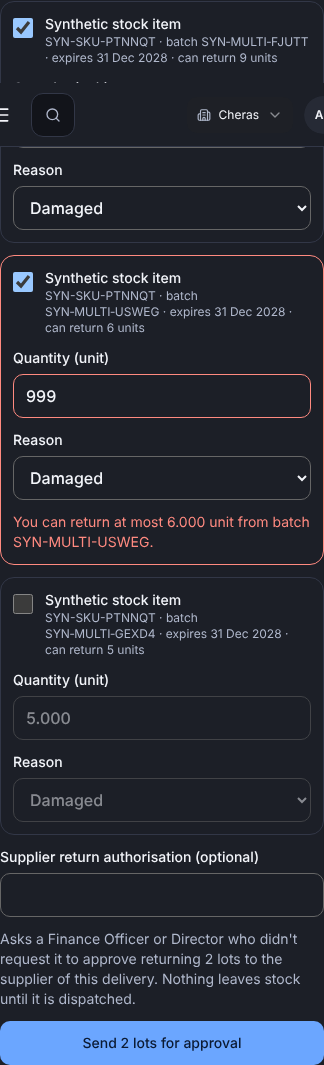 Synthetic stock item
SYN-SKU-PTNNQT · batch SYN-MULTI-FJUTT
· expires 31 Dec 2028 · can return 9 units
Cheras
A
Reason
Damaged
Synthetic stock item
SYN-SKU-PTNNQT · batch
SYN-MULTI-USWEG · expires 31 Dec 2028 ·
can return 6 units
Quantity (unit)
999
Reason
Damaged
You can return at most 6.000 unit from batch
SYN-MULTI-USWEG.
Synthetic stock item
SYN-SKU-PTNNQT · batch
SYN-MULTI-GEXD4 · expires 31 Dec 2028 ·
can return 5 units
Quantity (unit)
5.000
Reason
Damaged
Supplier return authorisation (optional)
Asks a Finance Officer or Director who didn't
request it to approve returning 2 lots to the
supplier of this delivery. Nothing leaves stock
until it is dispatched.
Send 2 lots for approval